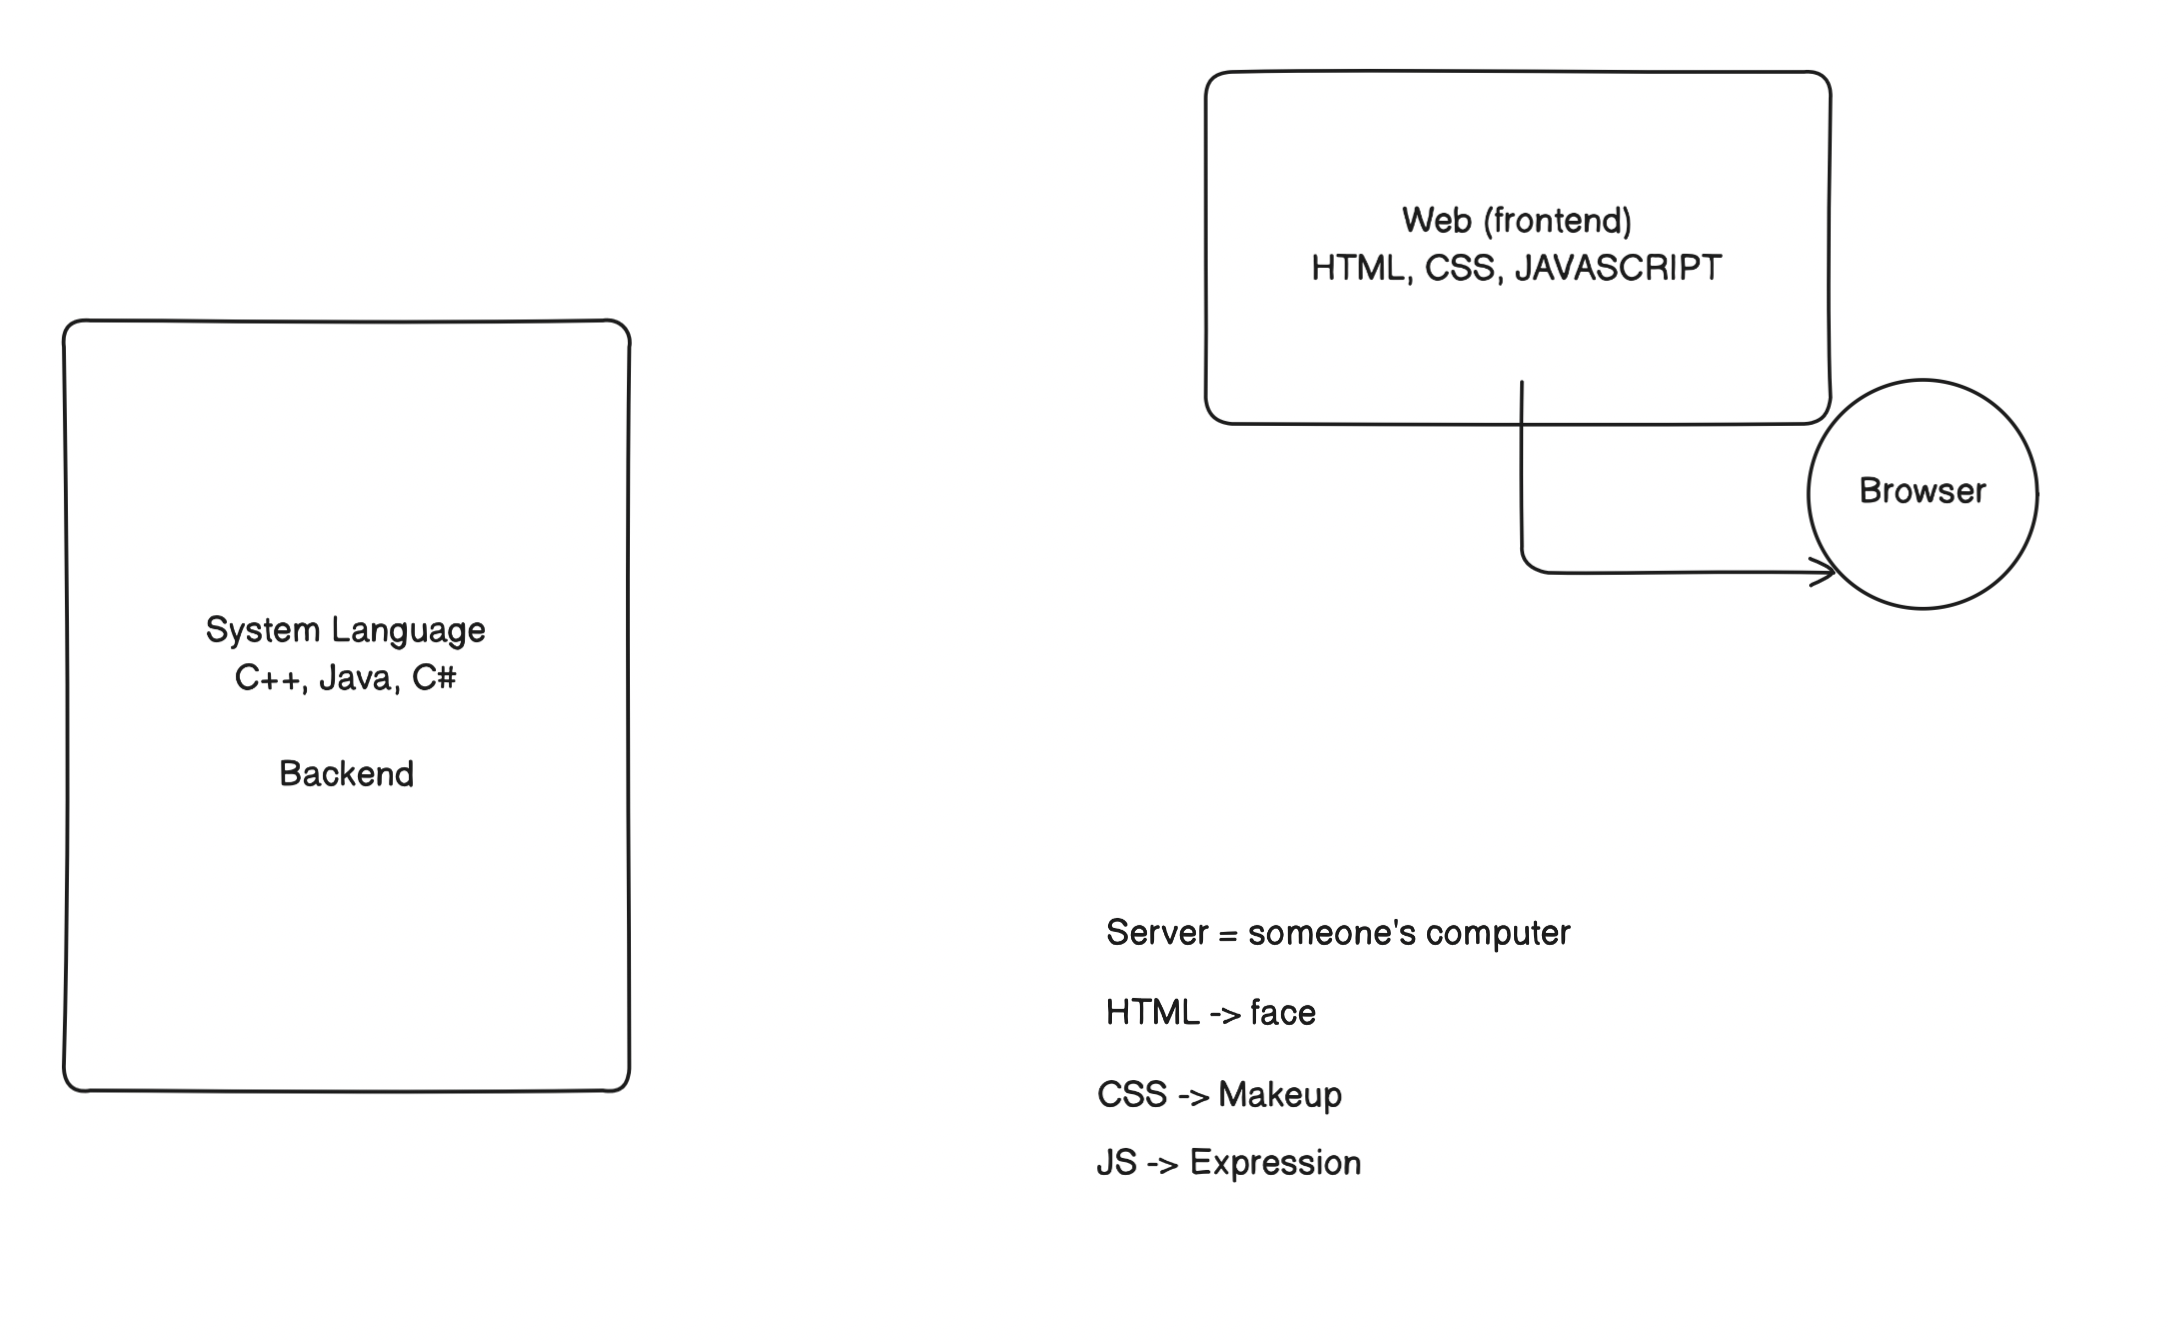 Web (frontend)
HTML, CSS, JAVASCRIPT
Browser
System Language
C++, Java, C#
Backend
Server = someone's computer
HTML -> face
CSS -> Makeup
JS -> Expression